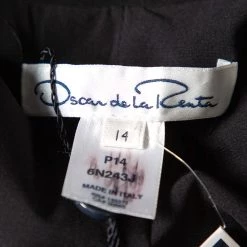 Oscar de la Renta
14
P14
6N243J
MADE IN ITALY